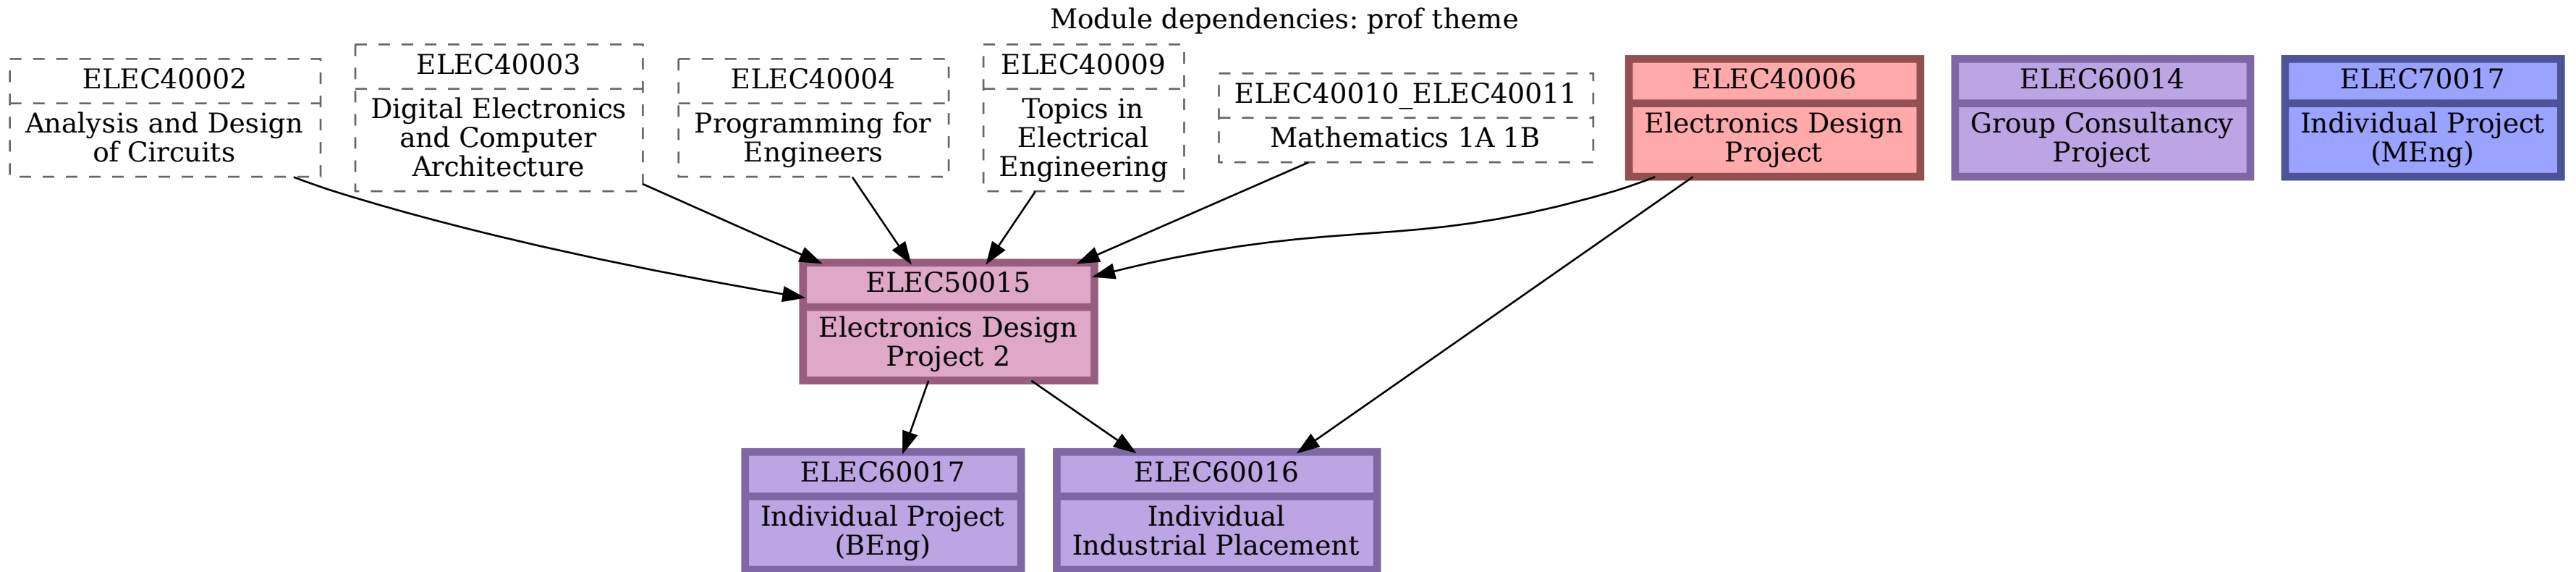 Module dependencies: prof theme
ELEC40002
Analysis and Design
of Circuits
ELEC40003
Digital Electronics
and Computer
Architecture
ELEC40004
Programming for
Engineers
ELEC40009
Topics in
Electrical
Engineering
ELEC40010_ELEC40011
Mathematics 1A 1B
ELEC40006
Electronics Design
Project
ELEC60014
Group Consultancy
Project
ELEC70017
Individual Project
(MEng)
ELEC50015
Electronics Design
Project 2
ELEC60017
Individual Project
(BEng)
ELEC60016
Individual
Industrial Placement